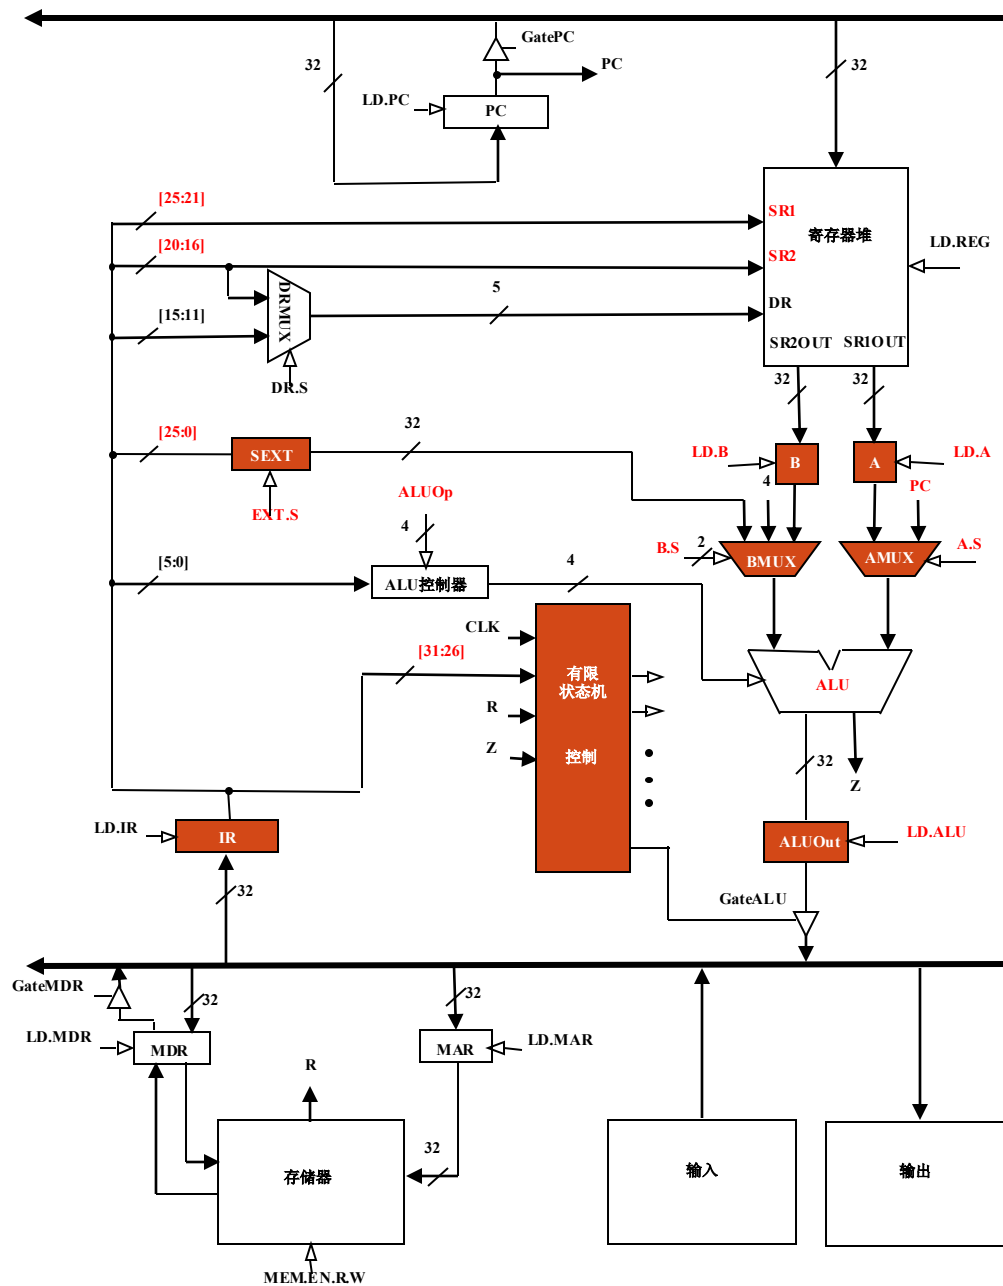 GatePC
32
PC
32
LD.PC
PC
[25:21]
SR1
寄存器堆
[20:16]
SR2
LD.REG
DRMUX
5
DR
[15:11]
SR2OUT
SR1OUT
DR.S
32
32
[25:0]
32
SEXT
LD.B
B
A
LD.A
4
PC
EXT.S
ALUOp
4
B.S
2
BMUX
AMUX
A.S
[5:0]
ALU控制器
4
CLK
[31:26]
有限
状态机
ALU
R
Z
控制
32
Z
LD.IR
IR
ALUOut
LD.ALU
32
GateALU
GateMDR
32
32
LD.MDR
MDR
MAR
LD.MAR
R
32
存储器
输入
输出
MEM.EN.R.W